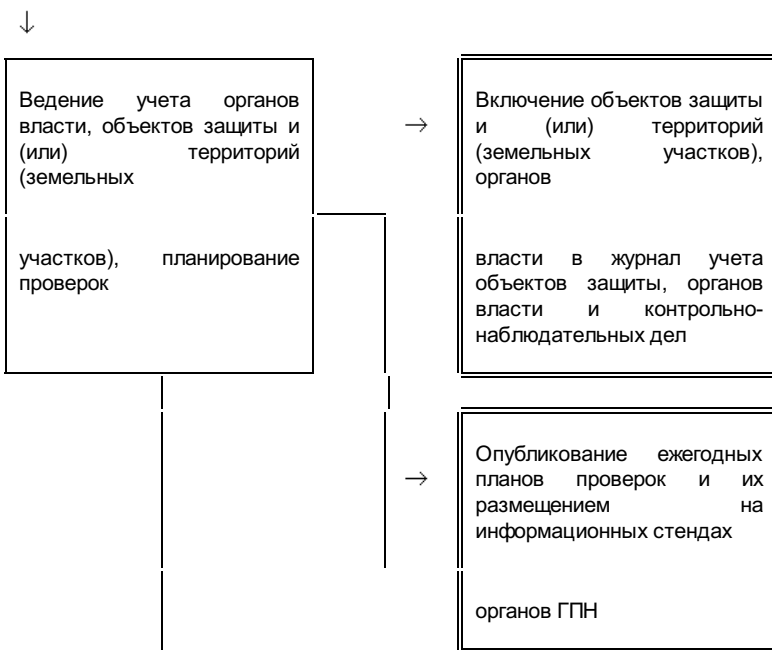 ↓
Ведение учета органов
власти, объектов защиты и
(или) территорий
(земельных
участков), планирование
проверок
→
Включение объектов защиты
и (или) территорий
(земельных участков),
органов
власти в журнал учета
объектов защиты, органов
власти и контрольно-
наблюдательных дел
→
Опубликование ежегодных
планов проверок и их
размещением на
информационных стендах
органов ГПН